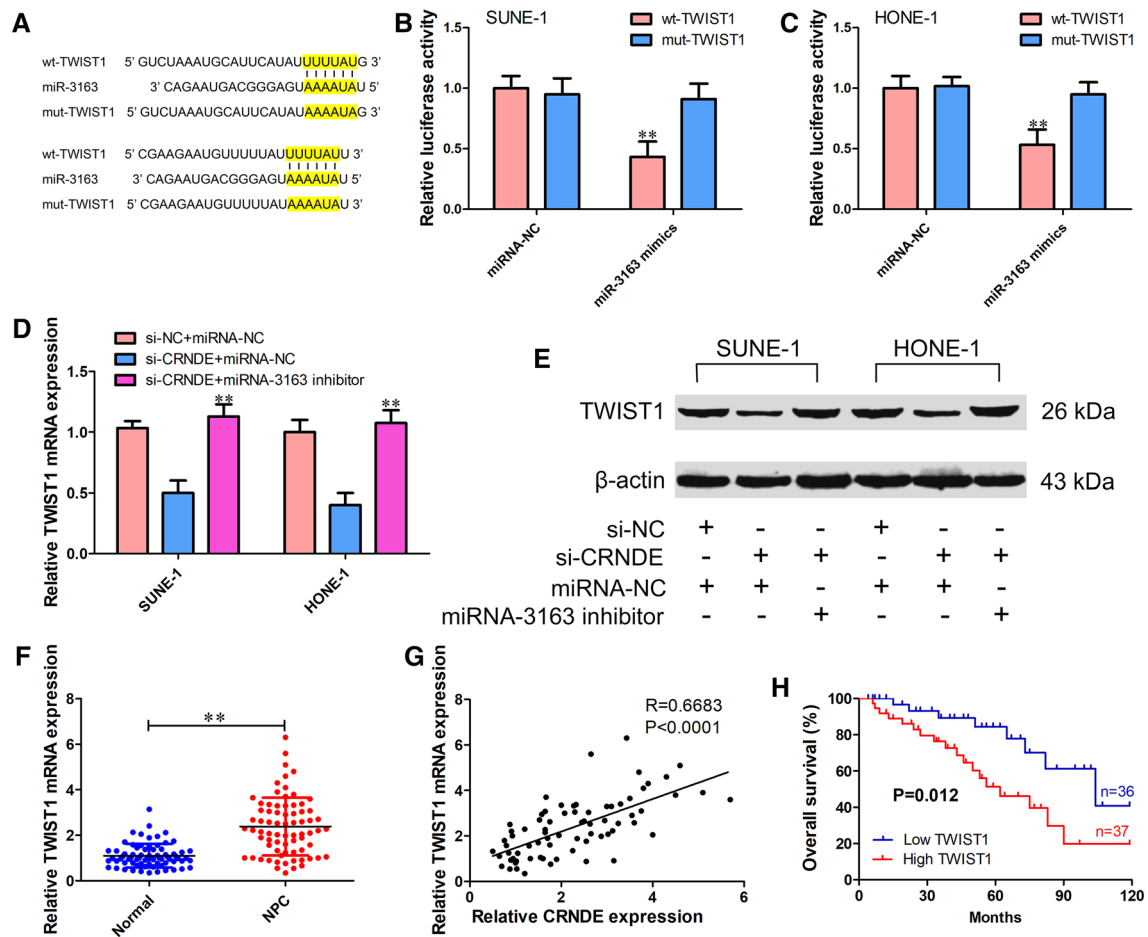 A
wt-TWIST1 5' GUCUAAAUGCAUUCAUAUUUUUAUG 3'
miR-3163 3' CAGAAUGACGGGAGUAAAAUAU 5'
mut-TWIST1 5' GUCUAAAUGCAUUCAUAUAAAAUAG 3'
wt-TWIST1 5' CGAAGAAUGUUUUUAUUUUUAUU 3'
miR-3163 3' CAGAAUGACGGGAGUAAAAUAU 5'
mut-TWIST1 5' CGAAGAAUGUUUUUAUAAAAUAU 3'
B
SUNE-1
wt-TWIST1
mut-TWIST1
Relative luciferase activity
1.5
1.0
0.5
0.0
**
miRNA-NC
miR-3163 mimics
C
HONE-1
wt-TWIST1
mut-TWIST1
Relative luciferase activity
1.5
1.0
0.5
0.0
**
miRNA-NC
miR-3163 mimics
D
si-NC+miRNA-NC
si-CRNDE+miRNA-NC
si-CRNDE+miRNA-3163 inhibitor
Relative TWIST1 mRNA expression
1.5
1.0
0.5
0.0
**
**
SUNE-1
HONE-1
E
SUNE-1 HONE-1
TWIST1 26 kDa
β-actin 43 kDa
si-NC + - - + - -
si-CRNDE - + + - + +
miRNA-NC + + - + + -
miRNA-3163 inhibitor - - + - - +
F
Relative TWIST1 mRNA expression
8
6
4
2
0
**
Normal
NPC
G
Relative TWIST1 mRNA expression
8
6
4
2
0
R=0.6683
P<0.0001
0 2 4 6
Relative CRNDE expression
H
Overall survival (%)
100
80
60
40
20
0
P=0.012
n=36
n=37
Low TWIST1
High TWIST1
0 30 60 90 120
Months